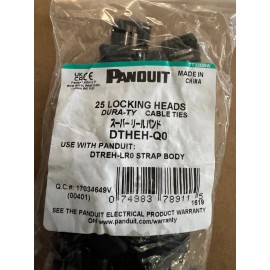 PANDUIT
MADE IN
CHINA
25 LOCKING HEADS
DURA-TY CABLE TIES
スーパーリールバンド
DTHEH-Q0
USE WITH PANDUIT:
DTREH-LR0 STRAP BODY
Q.C.#: 17034649V
(00401)
0 74983 78911 5
1619
SEE THE PANDUIT ELECTRICAL PRODUCT WARRANTY
ON www.panduit.com/warranty